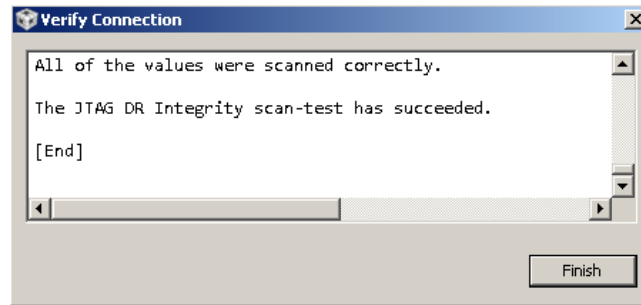 Verify Connection
All of the values were scanned correctly.
The JTAG DR Integrity scan-test has succeeded.
[End]
Finish